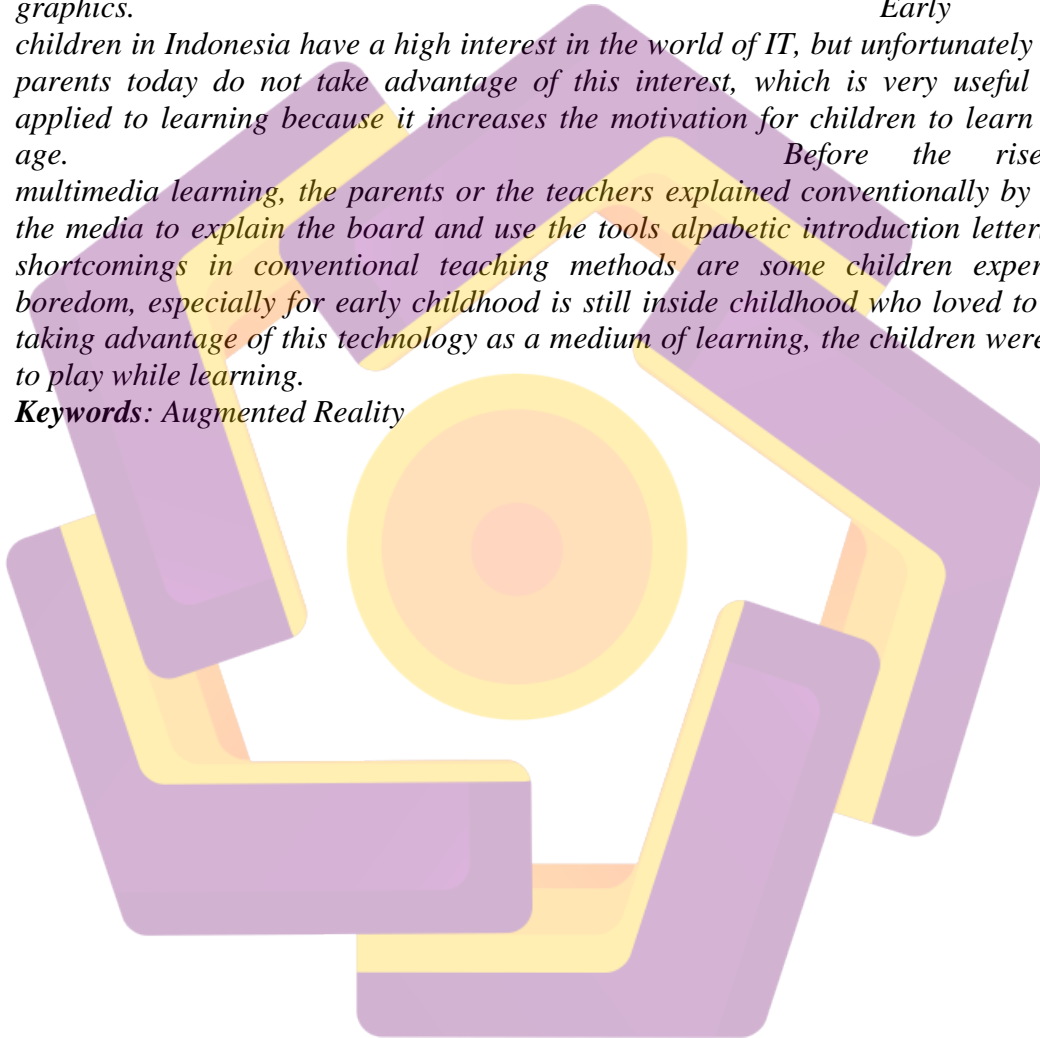 graphics. Early
children in Indonesia have a high interest in the world of IT, but unfortunately
parents today do not take advantage of this interest, which is very useful
applied to learning because it increases the motivation for children to learn
age. Before the rise
multimedia learning, the parents or the teachers explained conventionally by
the media to explain the board and use the tools alpabetic introduction letter
shortcomings in conventional teaching methods are some children exper
boredom, especially for early childhood is still inside childhood who loved to
taking advantage of this technology as a medium of learning, the children were
to play while learning.
Keywords: Augmented Reality